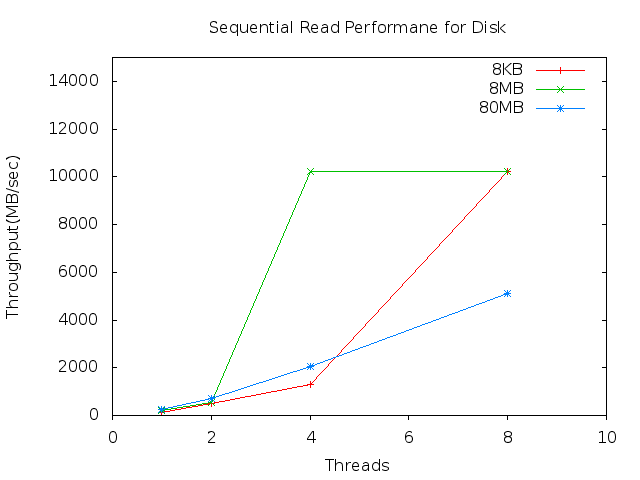 Sequential Read Performane for Disk
8KB
8MB
80MB
14000
12000
10000
8000
6000
4000
2000
0
Throughput(MB/sec)
0 2 4 6 8 10
Threads